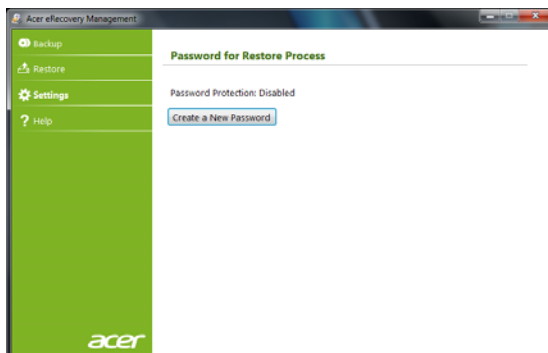 Acer eRecovery Management
Backup
Restore
Settings
Help
Password for Restore Process
Password Protection: Disabled
Create a New Password
acer